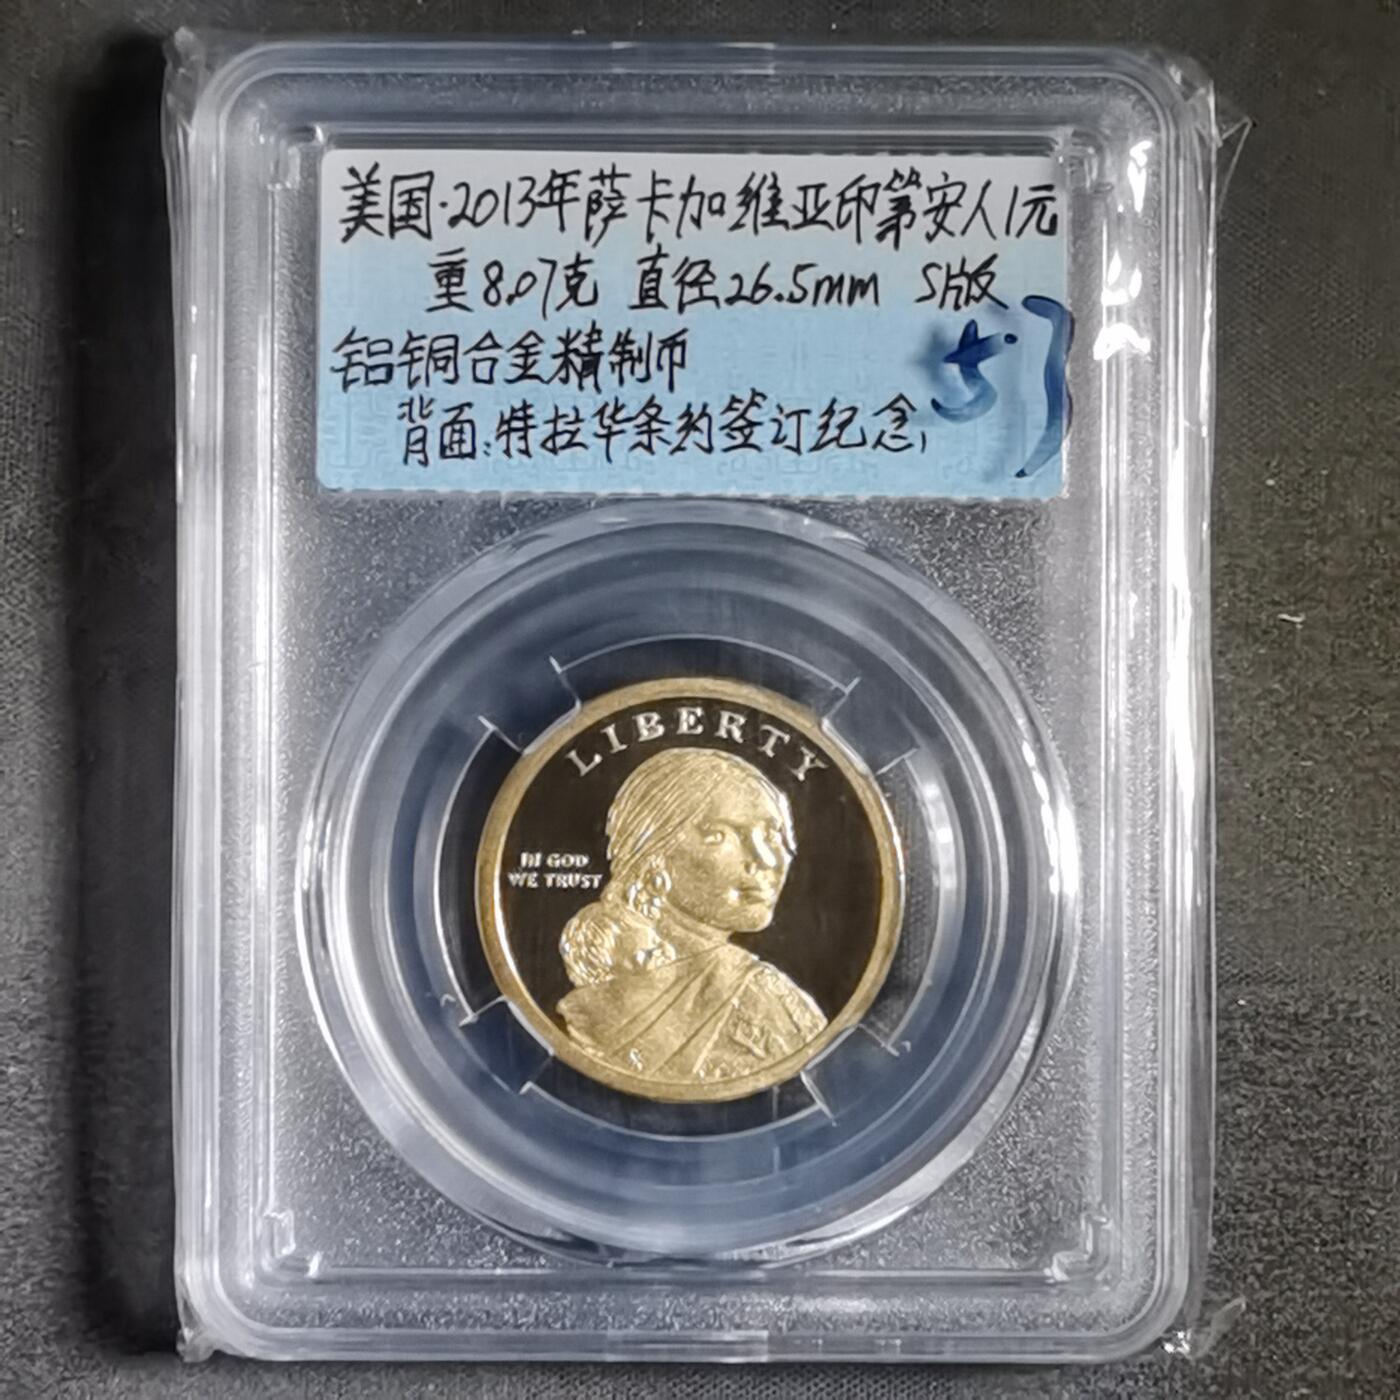 美国·2013年萨卡加维亚印第安人1元
重8.07克 直径26.5mm S版
铝铜合金精制币
背面:特拉华条约签订纪念,
LIBERTY
IN GOD
WE TRUST
S